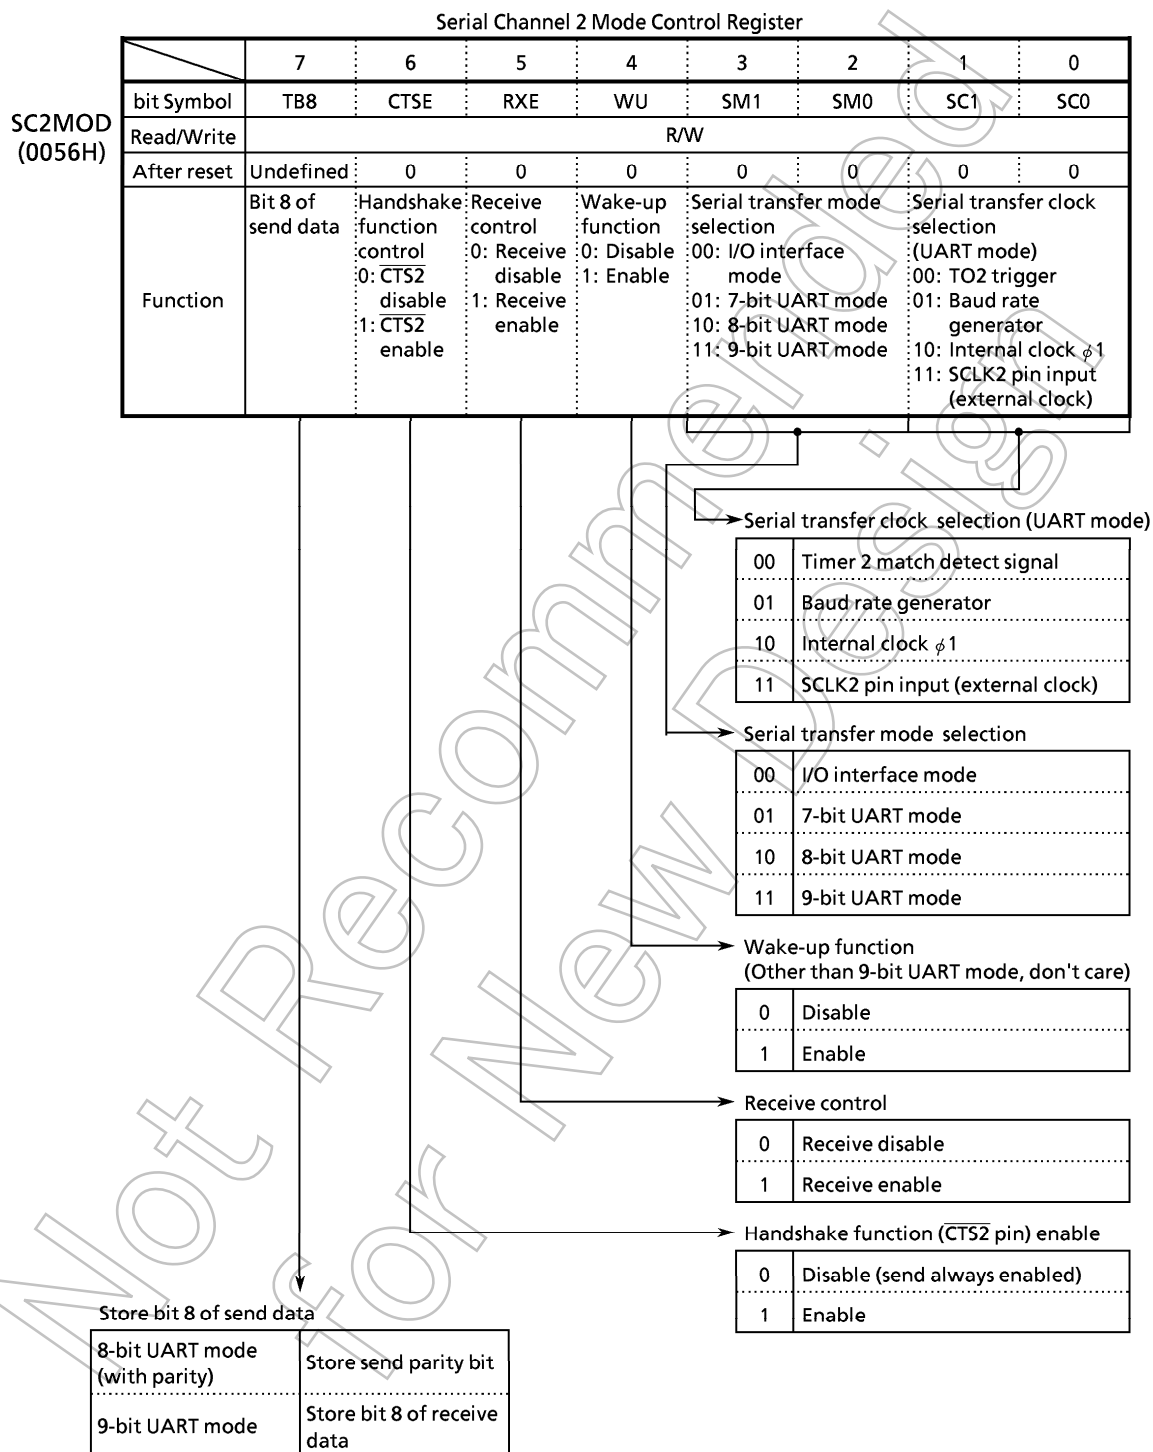 Serial Channel 2 Mode Control Register
7 6 5 4 3 2 1 0
SC2MOD
(0056H)
bit Symbol TB8 CTSE RXE WU SM1 SM0 SC1 SC0
Read/Write R/W
After reset Undefined 0 0 0 0 0 0 0
Function
Bit 8 of
send data
Handshake
function
control
0: C̅T̅S̅2̅
disable
1: C̅T̅S̅2̅
enable
Receive
control
0: Receive
disable
1: Receive
enable
Wake-up
function
0: Disable
1: Enable
Serial transfer mode
selection
00: I/O interface
mode
01: 7-bit UART mode
10: 8-bit UART mode
11: 9-bit UART mode
Serial transfer clock
selection
(UART mode)
00: TO2 trigger
01: Baud rate
generator
10: Internal clock ϕ1
11: SCLK2 pin input
(external clock)
Serial transfer clock selection (UART mode)
00 Timer 2 match detect signal
01 Baud rate generator
10 Internal clock ϕ1
11 SCLK2 pin input (external clock)
Serial transfer mode selection
00 I/O interface mode
01 7-bit UART mode
10 8-bit UART mode
11 9-bit UART mode
Wake-up function
(Other than 9-bit UART mode, don't care)
0 Disable
1 Enable
Receive control
0 Receive disable
1 Receive enable
Handshake function (C̅T̅S̅2̅ pin) enable
0 Disable (send always enabled)
1 Enable
Store bit 8 of send data
8-bit UART mode
(with parity)
Store send parity bit
9-bit UART mode
Store bit 8 of receive
data
Not Recommended
for New Design